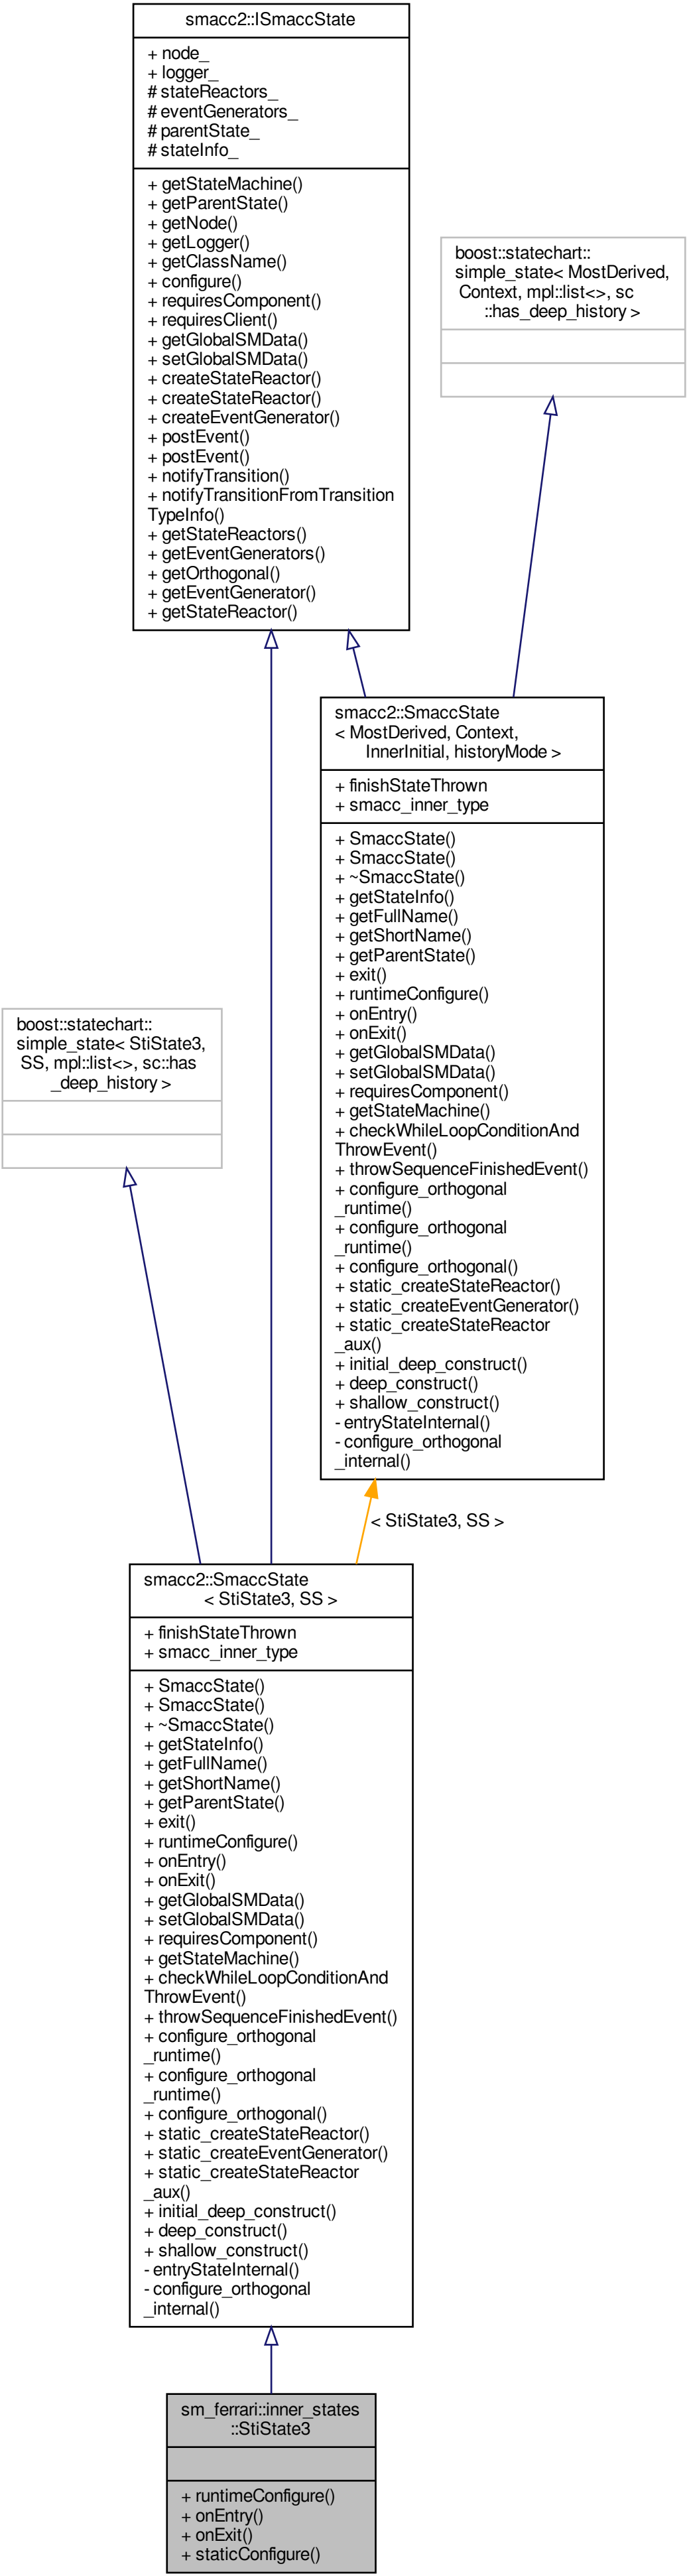 smacc2::ISmaccState
+ node_
+ logger_
# stateReactors_
# eventGenerators_
# parentState_
# stateInfo_
+ getStateMachine()
+ getParentState()
+ getNode()
+ getLogger()
+ getClassName()
+ configure()
+ requiresComponent()
+ requiresClient()
+ getGlobalSMData()
+ setGlobalSMData()
+ createStateReactor()
+ createStateReactor()
+ createEventGenerator()
+ postEvent()
+ postEvent()
+ notifyTransition()
+ notifyTransitionFromTransition
TypeInfo()
+ getStateReactors()
+ getEventGenerators()
+ getOrthogonal()
+ getEventGenerator()
+ getStateReactor()
boost::statechart::
simple_state< MostDerived,
Context, mpl::list<>, sc
::has_deep_history >
smacc2::SmaccState
< MostDerived, Context,
InnerInitial, historyMode >
+ finishStateThrown
+ smacc_inner_type
+ SmaccState()
+ SmaccState()
+ ~SmaccState()
+ getStateInfo()
+ getFullName()
+ getShortName()
+ getParentState()
+ exit()
+ runtimeConfigure()
+ onEntry()
+ onExit()
+ getGlobalSMData()
+ setGlobalSMData()
+ requiresComponent()
+ getStateMachine()
+ checkWhileLoopConditionAnd
ThrowEvent()
+ throwSequenceFinishedEvent()
+ configure_orthogonal
_runtime()
+ configure_orthogonal
_runtime()
+ configure_orthogonal()
+ static_createStateReactor()
+ static_createEventGenerator()
+ static_createStateReactor
_aux()
+ initial_deep_construct()
+ deep_construct()
+ shallow_construct()
- entryStateInternal()
- configure_orthogonal
_internal()
boost::statechart::
simple_state< StiState3,
SS, mpl::list<>, sc::has
_deep_history >
< StiState3, SS >
smacc2::SmaccState
< StiState3, SS >
+ finishStateThrown
+ smacc_inner_type
+ SmaccState()
+ SmaccState()
+ ~SmaccState()
+ getStateInfo()
+ getFullName()
+ getShortName()
+ getParentState()
+ exit()
+ runtimeConfigure()
+ onEntry()
+ onExit()
+ getGlobalSMData()
+ setGlobalSMData()
+ requiresComponent()
+ getStateMachine()
+ checkWhileLoopConditionAnd
ThrowEvent()
+ throwSequenceFinishedEvent()
+ configure_orthogonal
_runtime()
+ configure_orthogonal
_runtime()
+ configure_orthogonal()
+ static_createStateReactor()
+ static_createEventGenerator()
+ static_createStateReactor
_aux()
+ initial_deep_construct()
+ deep_construct()
+ shallow_construct()
- entryStateInternal()
- configure_orthogonal
_internal()
sm_ferrari::inner_states
::StiState3
+ runtimeConfigure()
+ onEntry()
+ onExit()
+ staticConfigure()